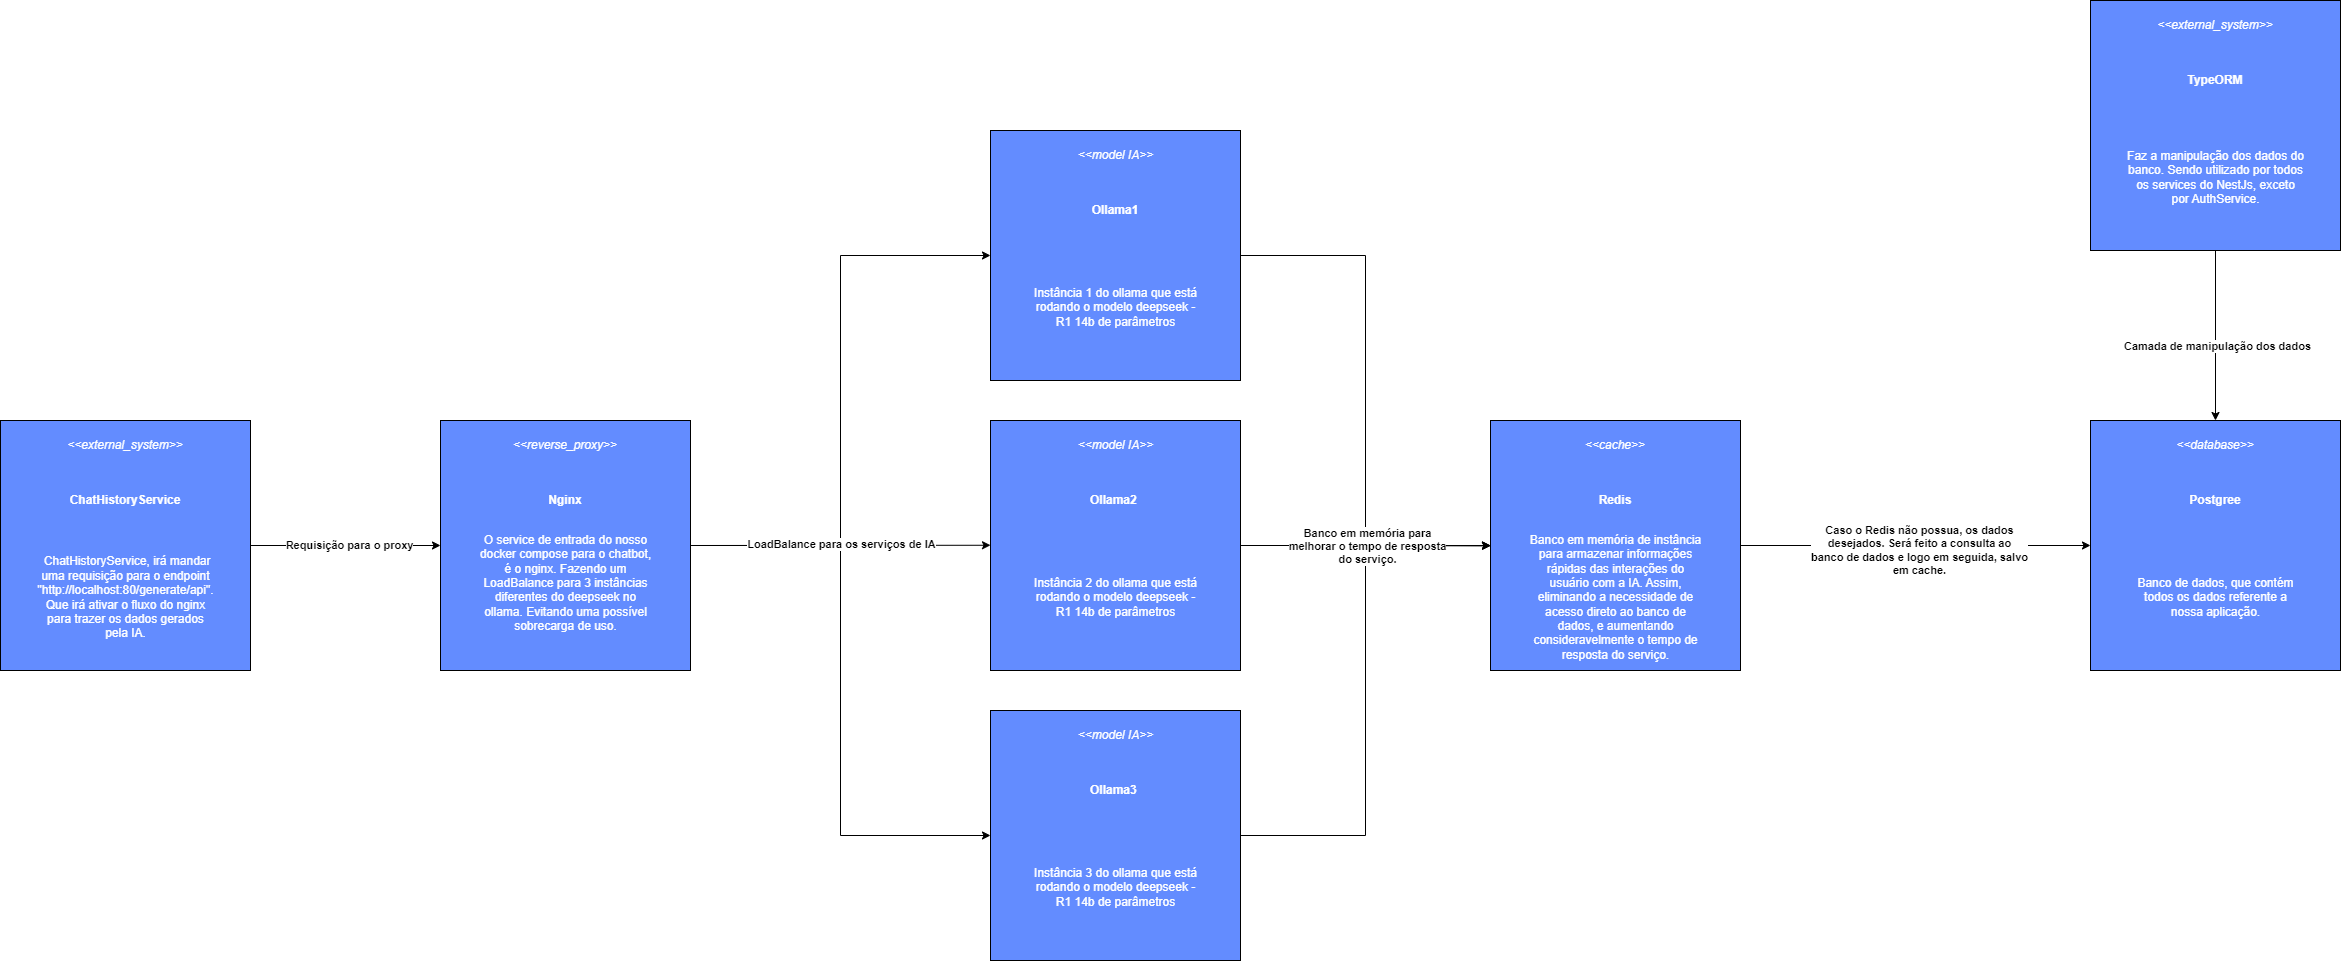 <<external_system>>
TypeORM
Faz a manipulação dos dados do
banco. Sendo utilizado por todos
os services do NestJs, exceto
por AuthService.
Camada de manipulação dos dados
<<model IA>>
Ollama1
Instância 1 do ollama que está
rodando o modelo deepseek -
R1 14b de parâmetros
<<external_system>>
ChatHistoryService
ChatHistoryService, irá mandar
uma requisição para o endpoint
"http://localhost:80/generate/api".
Que irá ativar o fluxo do nginx
para trazer os dados gerados
pela IA.
Requisição para o proxy
<<reverse_proxy>>
Nginx
O service de entrada do nosso
docker compose para o chatbot,
é o nginx. Fazendo um
LoadBalance para 3 instâncias
diferentes do deepseek no
ollama. Evitando uma possível
sobrecarga de uso.
LoadBalance para os serviços de IA
<<model IA>>
Ollama2
Instância 2 do ollama que está
rodando o modelo deepseek -
R1 14b de parâmetros
Banco em memória para
melhorar o tempo de resposta
do serviço.
<<cache>>
Redis
Banco em memória de instância
para armazenar informações
rápidas das interações do
usuário com a IA. Assim,
eliminando a necessidade de
acesso direto ao banco de
dados, e aumentando
consideravelmente o tempo de
resposta do serviço.
Caso o Redis não possua, os dados
desejados. Será feito a consulta ao
banco de dados e logo em seguida, salvo
em cache.
<<database>>
Postgree
Banco de dados, que contém
todos os dados referente a
nossa aplicação.
<<model IA>>
Ollama3
Instância 3 do ollama que está
rodando o modelo deepseek -
R1 14b de parâmetros